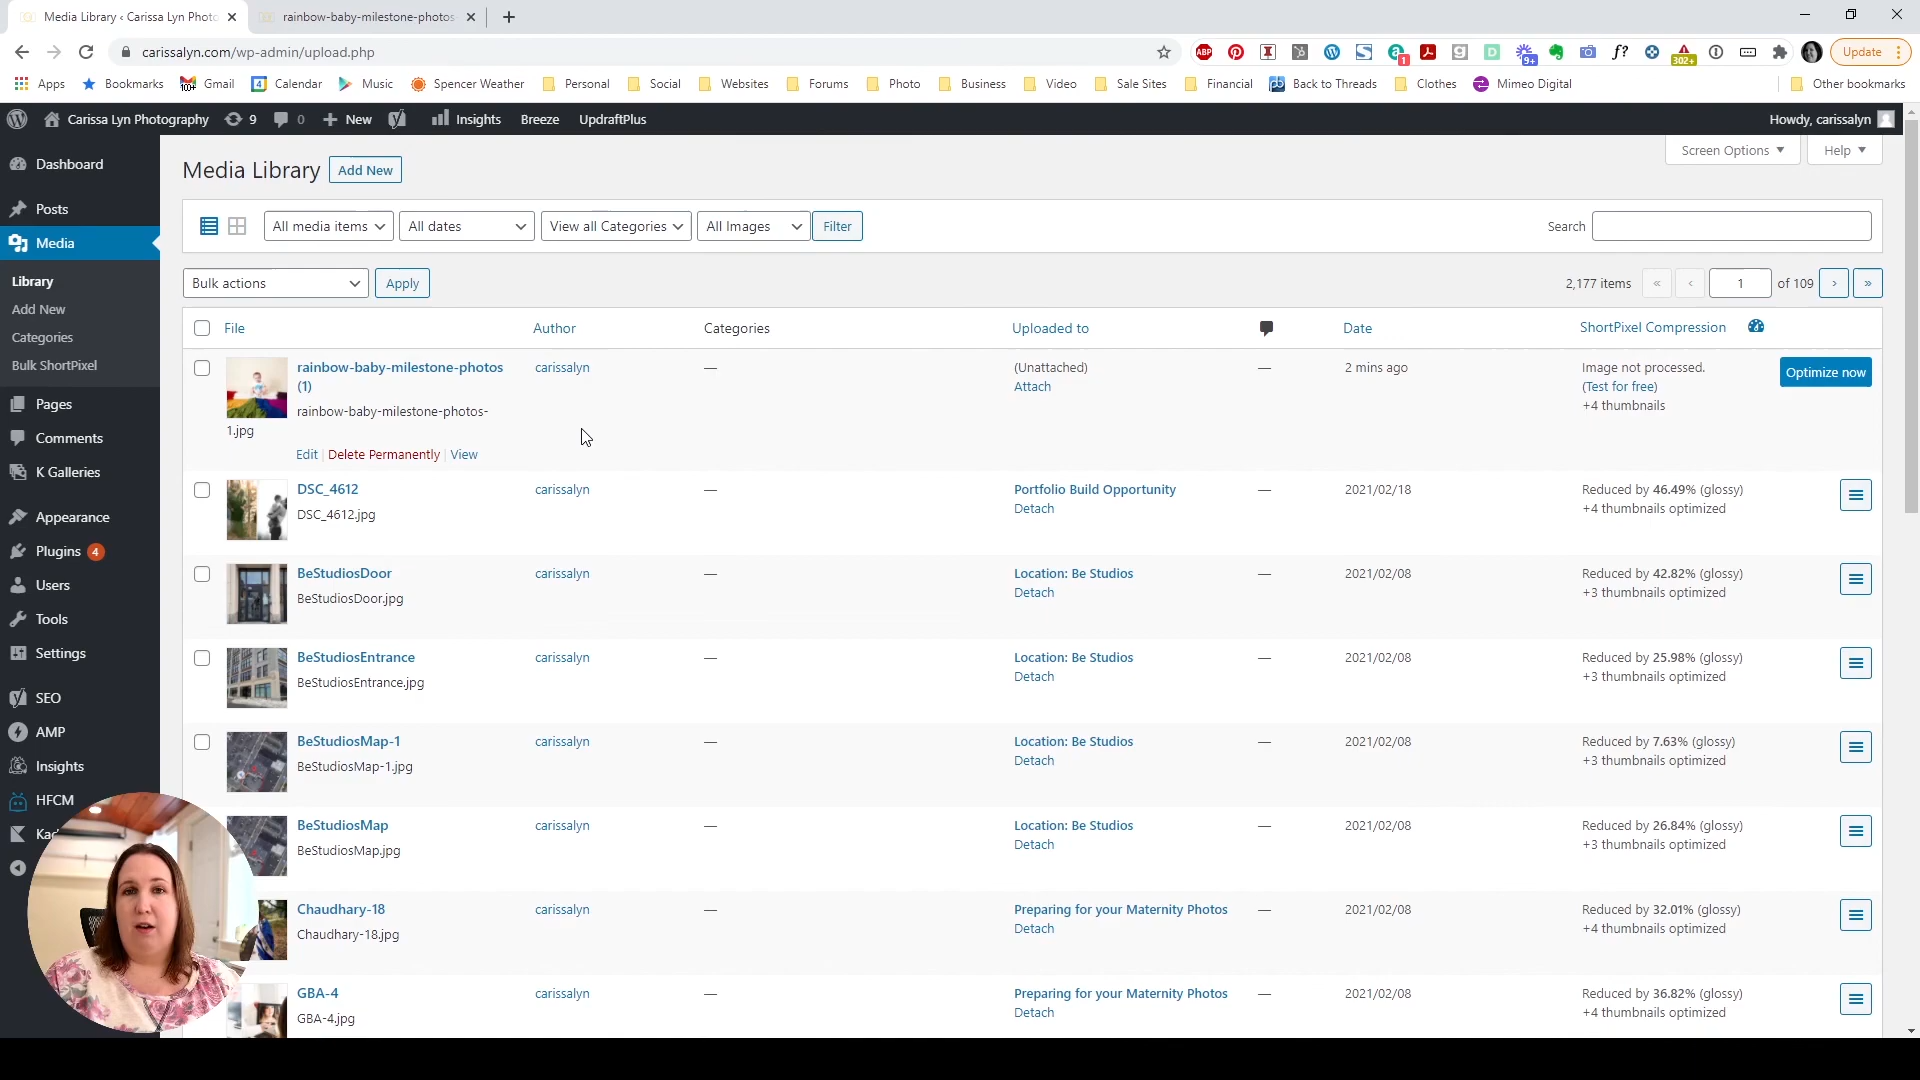 Media Library ‹ Carissa Lyn Photo
rainbow-baby-milestone-photos-
carissalyn.com/wp-admin/upload.php
ABP
1
9+
f?
302+
Update
Apps Bookmarks Gmail Calendar Music Spencer Weather Personal Social Websites Forums Photo Business Video Sale Sites Financial Back to Threads Clothes Mimeo Digital Other bookmarks
Carissa Lyn Photography 9 0 New Insights Breeze UpdraftPlus Howdy, carissalyn
Dashboard
Posts
Media
Library
Add New
Categories
Bulk ShortPixel
Pages
Comments
K Galleries
Appearance
Plugins 4
Users
Tools
Settings
SEO
AMP
Insights
HFCM
Media Library Add New
Screen Options Help
All media items All dates View all Categories All Images Filter Search
Bulk actions Apply 2,177 items « ‹ 1 of 109 › »
File Author Categories Uploaded to Date ShortPixel Compression
rainbow-baby-milestone-photos carissalyn — (Unattached) — 2 mins ago Image not processed. Optimize now
(1) Attach (Test for free)
rainbow-baby-milestone-photos- +4 thumbnails
1.jpg
Edit | Delete Permanently | View
DSC_4612 carissalyn — Portfolio Build Opportunity — 2021/02/18 Reduced by 46.49% (glossy)
DSC_4612.jpg Detach +4 thumbnails optimized
BeStudiosDoor carissalyn — Location: Be Studios — 2021/02/08 Reduced by 42.82% (glossy)
BeStudiosDoor.jpg Detach +3 thumbnails optimized
BeStudiosEntrance carissalyn — Location: Be Studios — 2021/02/08 Reduced by 25.98% (glossy)
BeStudiosEntrance.jpg Detach +3 thumbnails optimized
BeStudiosMap-1 carissalyn — Location: Be Studios — 2021/02/08 Reduced by 7.63% (glossy)
BeStudiosMap-1.jpg Detach +3 thumbnails optimized
BeStudiosMap carissalyn — Location: Be Studios — 2021/02/08 Reduced by 26.84% (glossy)
BeStudiosMap.jpg Detach +3 thumbnails optimized
Chaudhary-18 carissalyn — Preparing for your Maternity Photos — 2021/02/08 Reduced by 32.01% (glossy)
Chaudhary-18.jpg Detach +4 thumbnails optimized
GBA-4 carissalyn — Preparing for your Maternity Photos — 2021/02/08 Reduced by 36.82% (glossy)
GBA-4.jpg Detach +4 thumbnails optimized